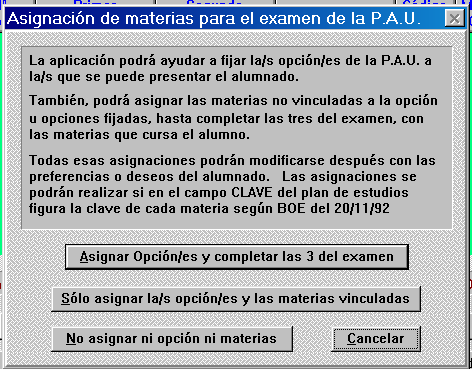 Asignación de materias para el examen de la P.A.U.
La aplicación podrá ayudar a fijar la/s opción/es de la P.A.U. a
la/s que se puede presentar el alumnado.
También, podrá asignar las materias no vinculadas a la opción
u opciones fijadas, hasta completar las tres del examen, con
las materias que cursa el alumno.
Todas esas asignaciones podrán modificarse después con las
preferencias o deseos del alumnado. Las asignaciones se
podrán realizar si en el campo CLAVE del plan de estudios
figura la clave de cada materia según BOE del 20/11/92
Asignar Opción/es y completar las 3 del examen
Sólo asignar la/s opción/es y las materias vinculadas
No asignar ni opción ni materias
Cancelar